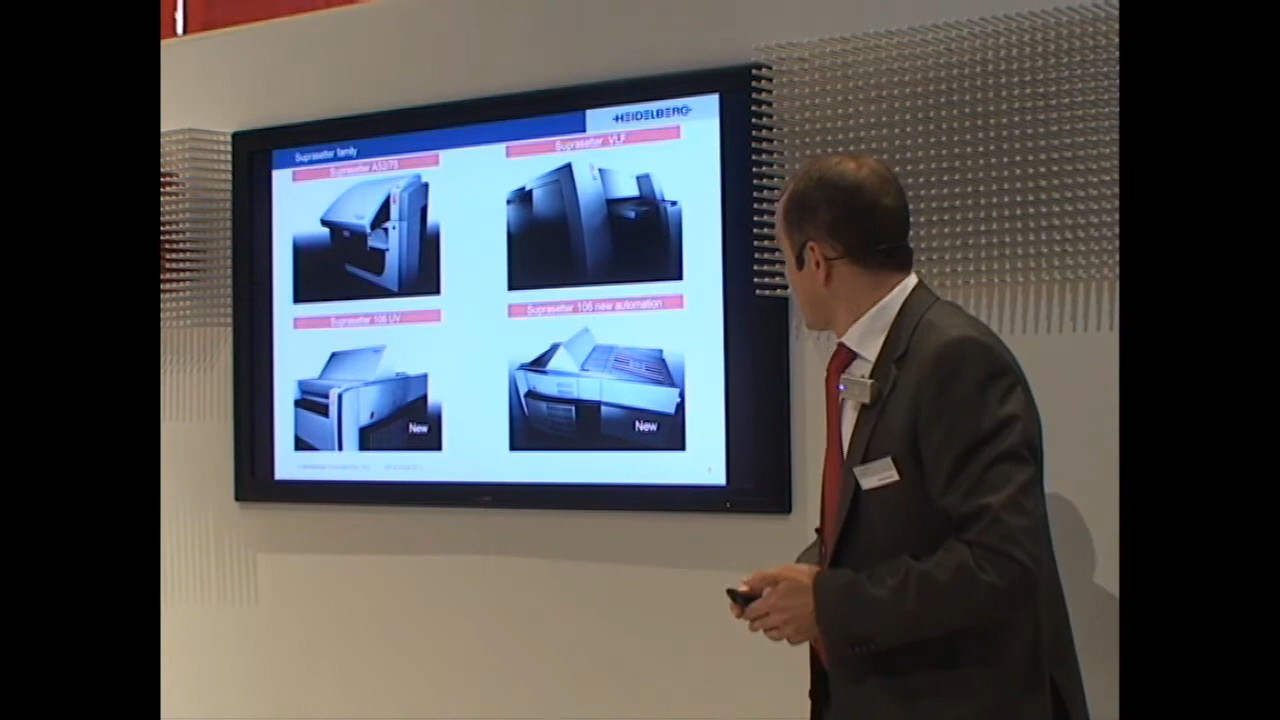 HEIDELBERG
Suprasetter family
Suprasetter A52/75
Suprasetter VLF
Suprasetter 106 UV
Suprasetter 106 new automation
New
New